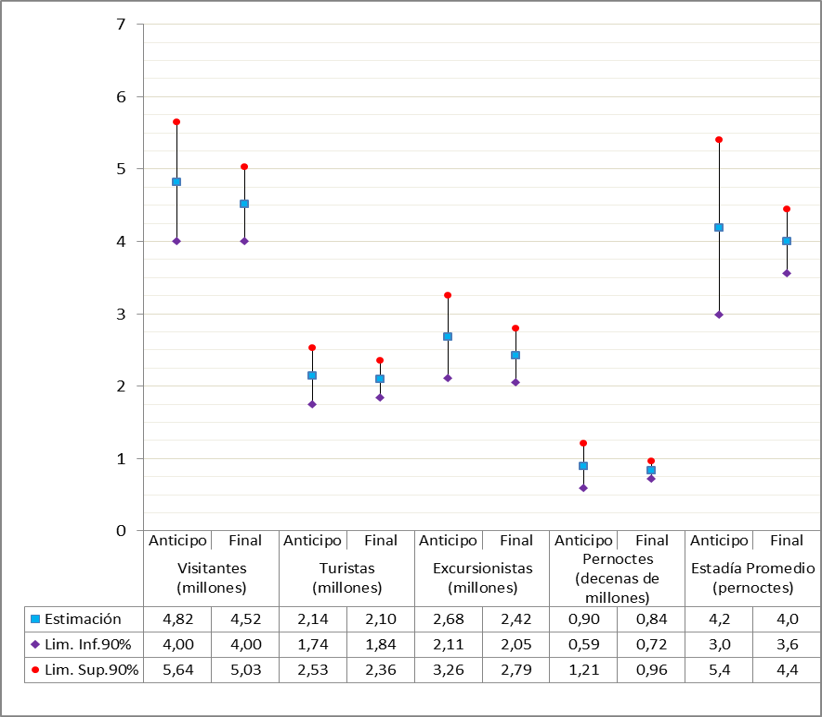 7
6
5
4
3
2
1
0
Anticipo Final Anticipo Final Anticipo Final Anticipo Final Anticipo Final
Visitantes
(millones)
Turistas
(millones)
Excursionistas
(millones)
Pernoctes
(decenas de
millones)
Estadía Promedio
(pernoctes)
Estimación 4,82 4,52 2,14 2,10 2,68 2,42 0,90 0,84 4,2 4,0
Lim. Inf.90% 4,00 4,00 1,74 1,84 2,11 2,05 0,59 0,72 3,0 3,6
Lim. Sup.90% 5,64 5,03 2,53 2,36 3,26 2,79 1,21 0,96 5,4 4,4